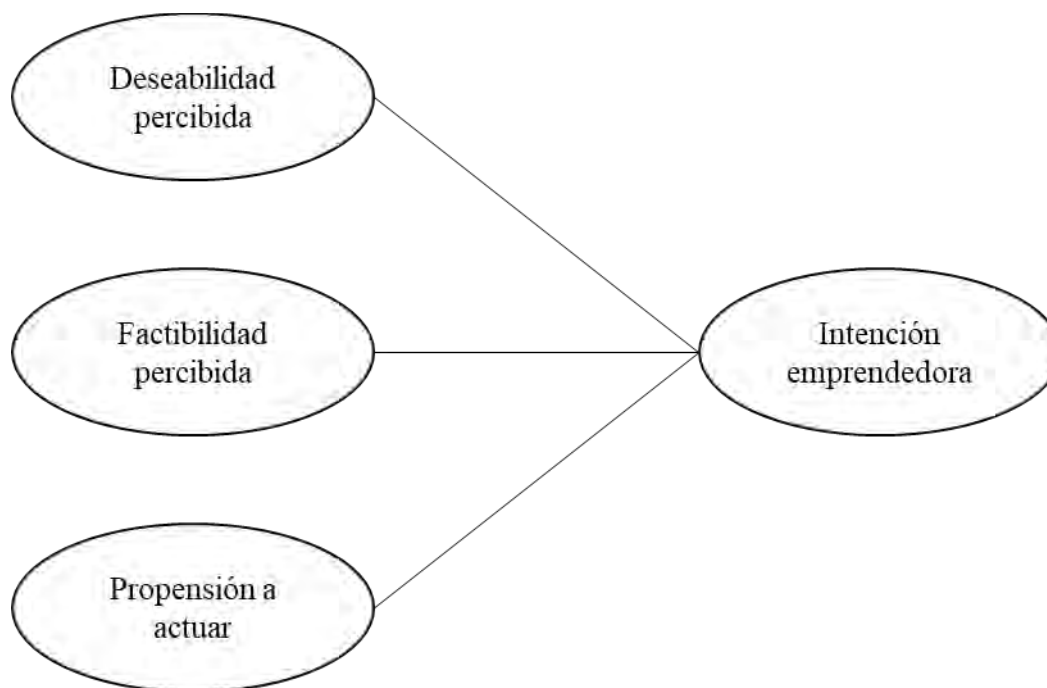 Deseabilidad
percibida
Factibilidad
percibida
Intención
emprendedora
Propensión a
actuar